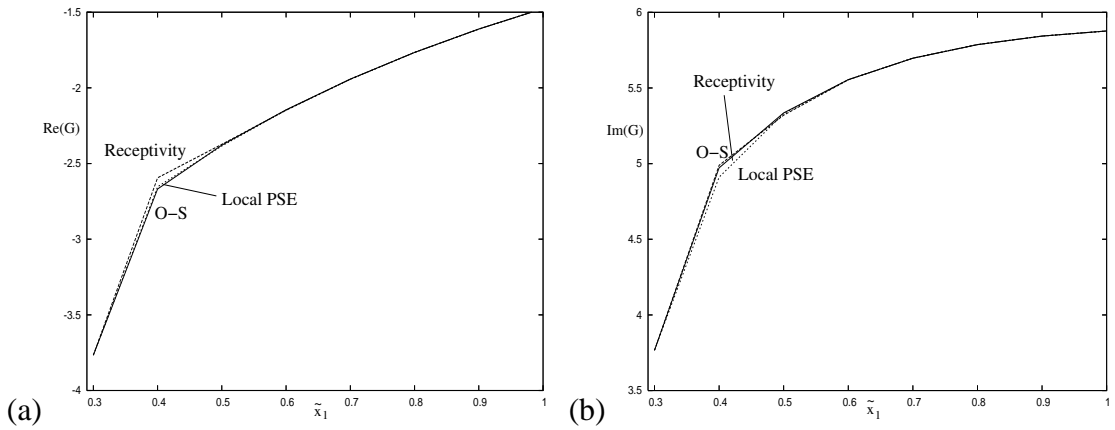 -1.5
-2
Re(G)
-2.5
-3
-3.5
-4
Receptivity
Local PSE
O-S
0.3 0.4 0.5 0.6 0.7 0.8 0.9 1
x̃1
(a)
6
5.5
Im(G)
5
4.5
4
3.5
Receptivity
O-S
Local PSE
0.3 0.4 0.5 0.6 0.7 0.8 0.9 1
x̃1
(b)